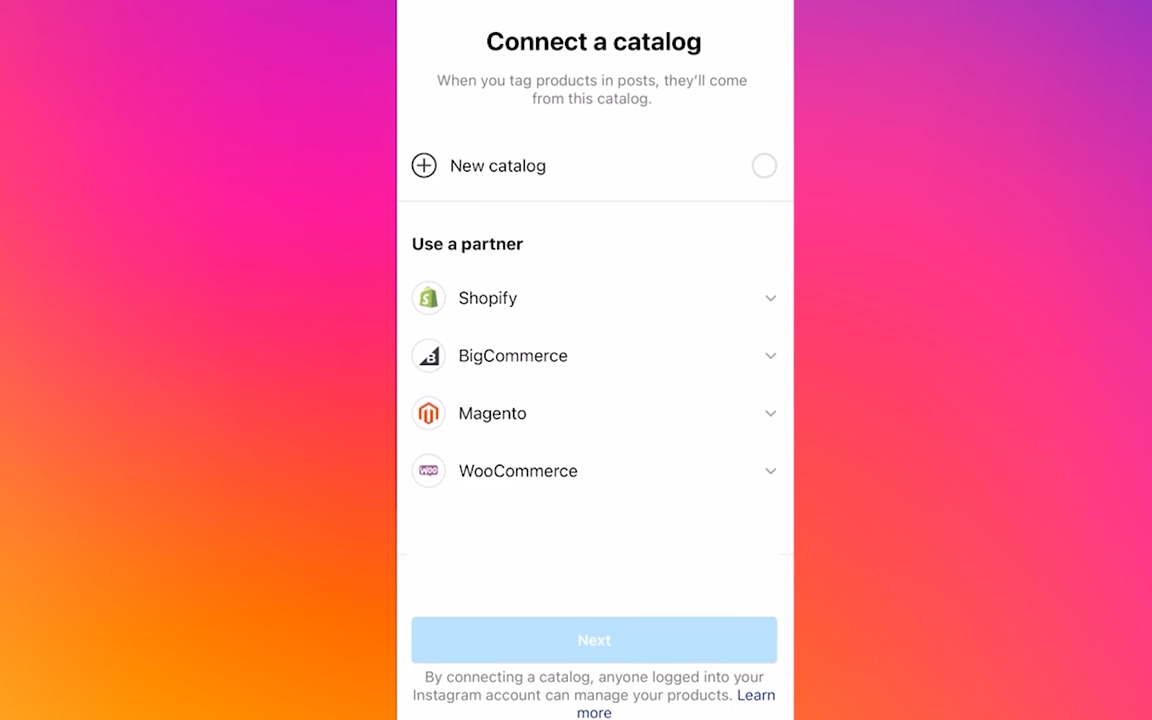 Connect a catalog
When you tag products in posts, they'll come
from this catalog.
New catalog
Use a partner
Shopify
BigCommerce
Magento
WooCommerce
Next
By connecting a catalog, anyone logged into your
Instagram account can manage your products. Learn
more